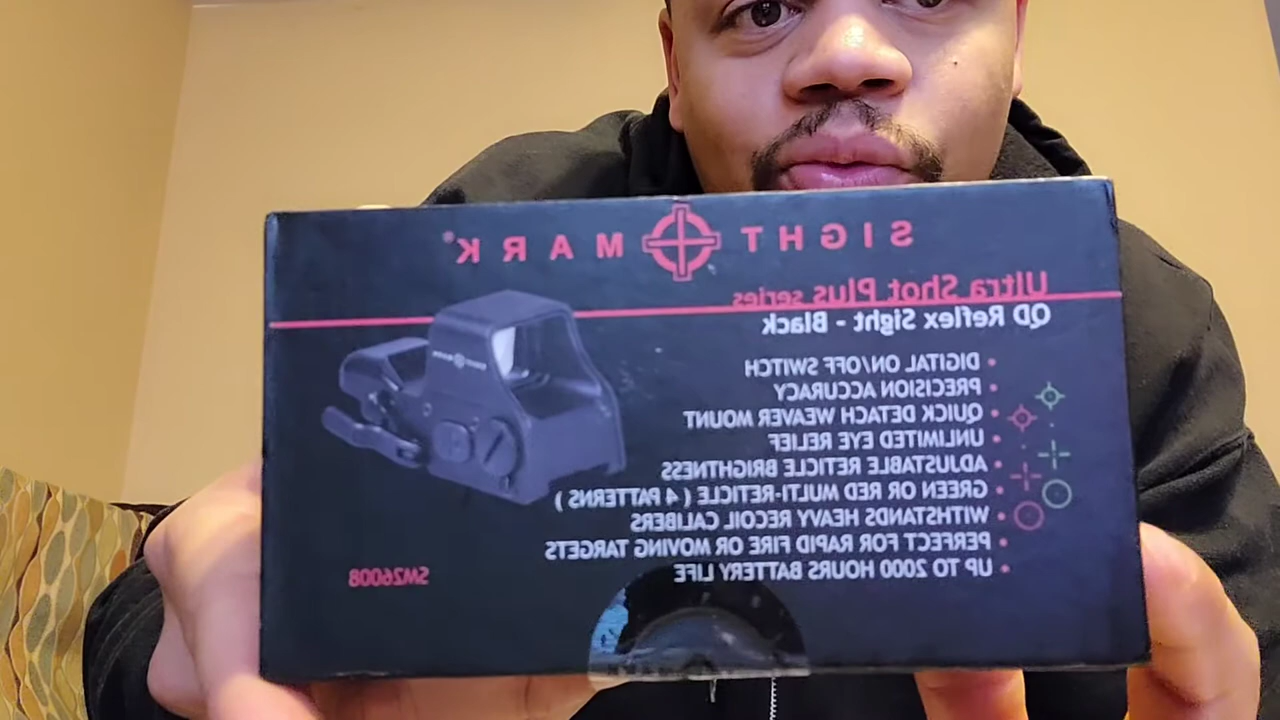 SIGHT MARK®
Ultra Shot Plus series
QD Reflex Sight - Black
• DIGITAL ON/OFF SWITCH
• PRECISION ACCURACY
• QUICK DETACH WEAVER MOUNT
• UNLIMITED EYE RELIEF
• ADJUSTABLE RETICLE BRIGHTNESS
• GREEN OR RED MULTI-RETICLE ( 4 PATTERNS )
• WITHSTANDS HEAVY RECOIL CALIBERS
• PERFECT FOR RAPID FIRE OR MOVING TARGETS
• UP TO 2000 HOURS BATTERY LIFE
SM26008